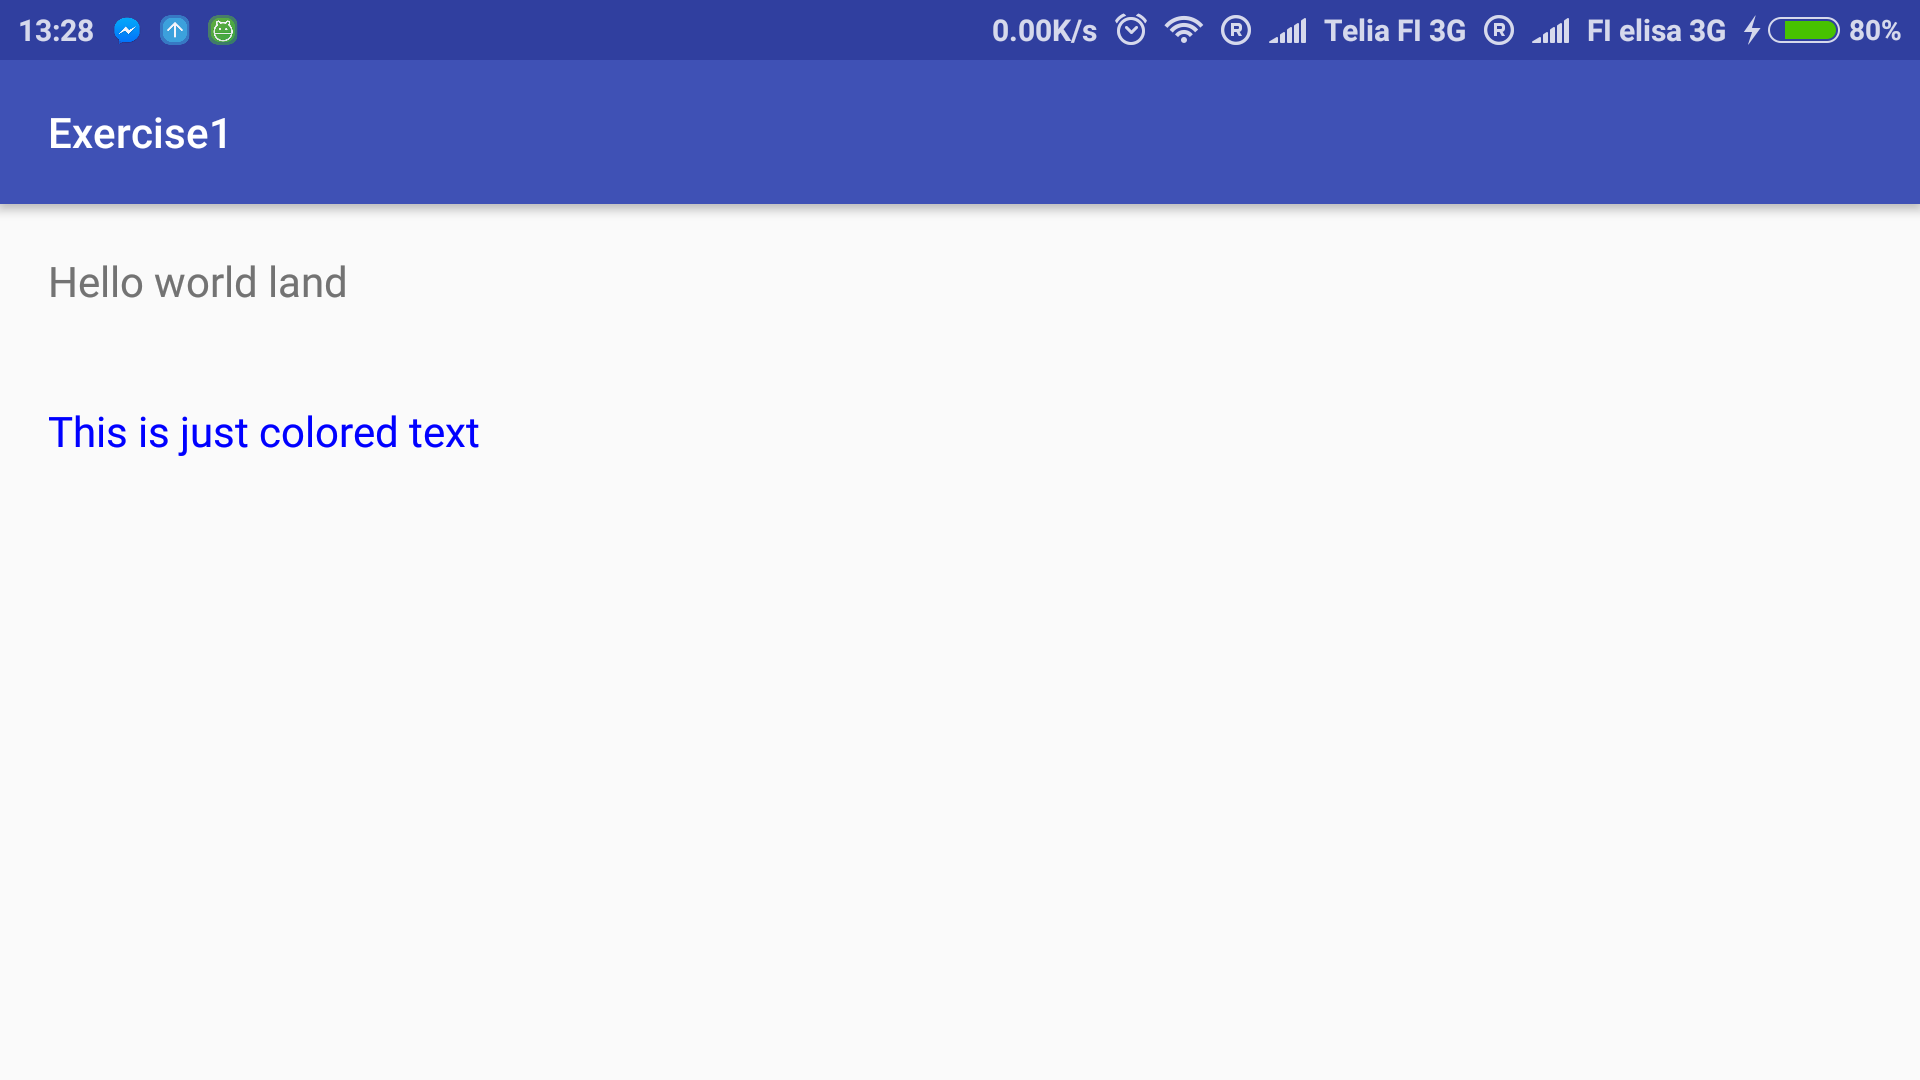 13:28 0.00K/s R Telia FI 3G R FI elisa 3G 80%
Exercise1
Hello world land
This is just colored text